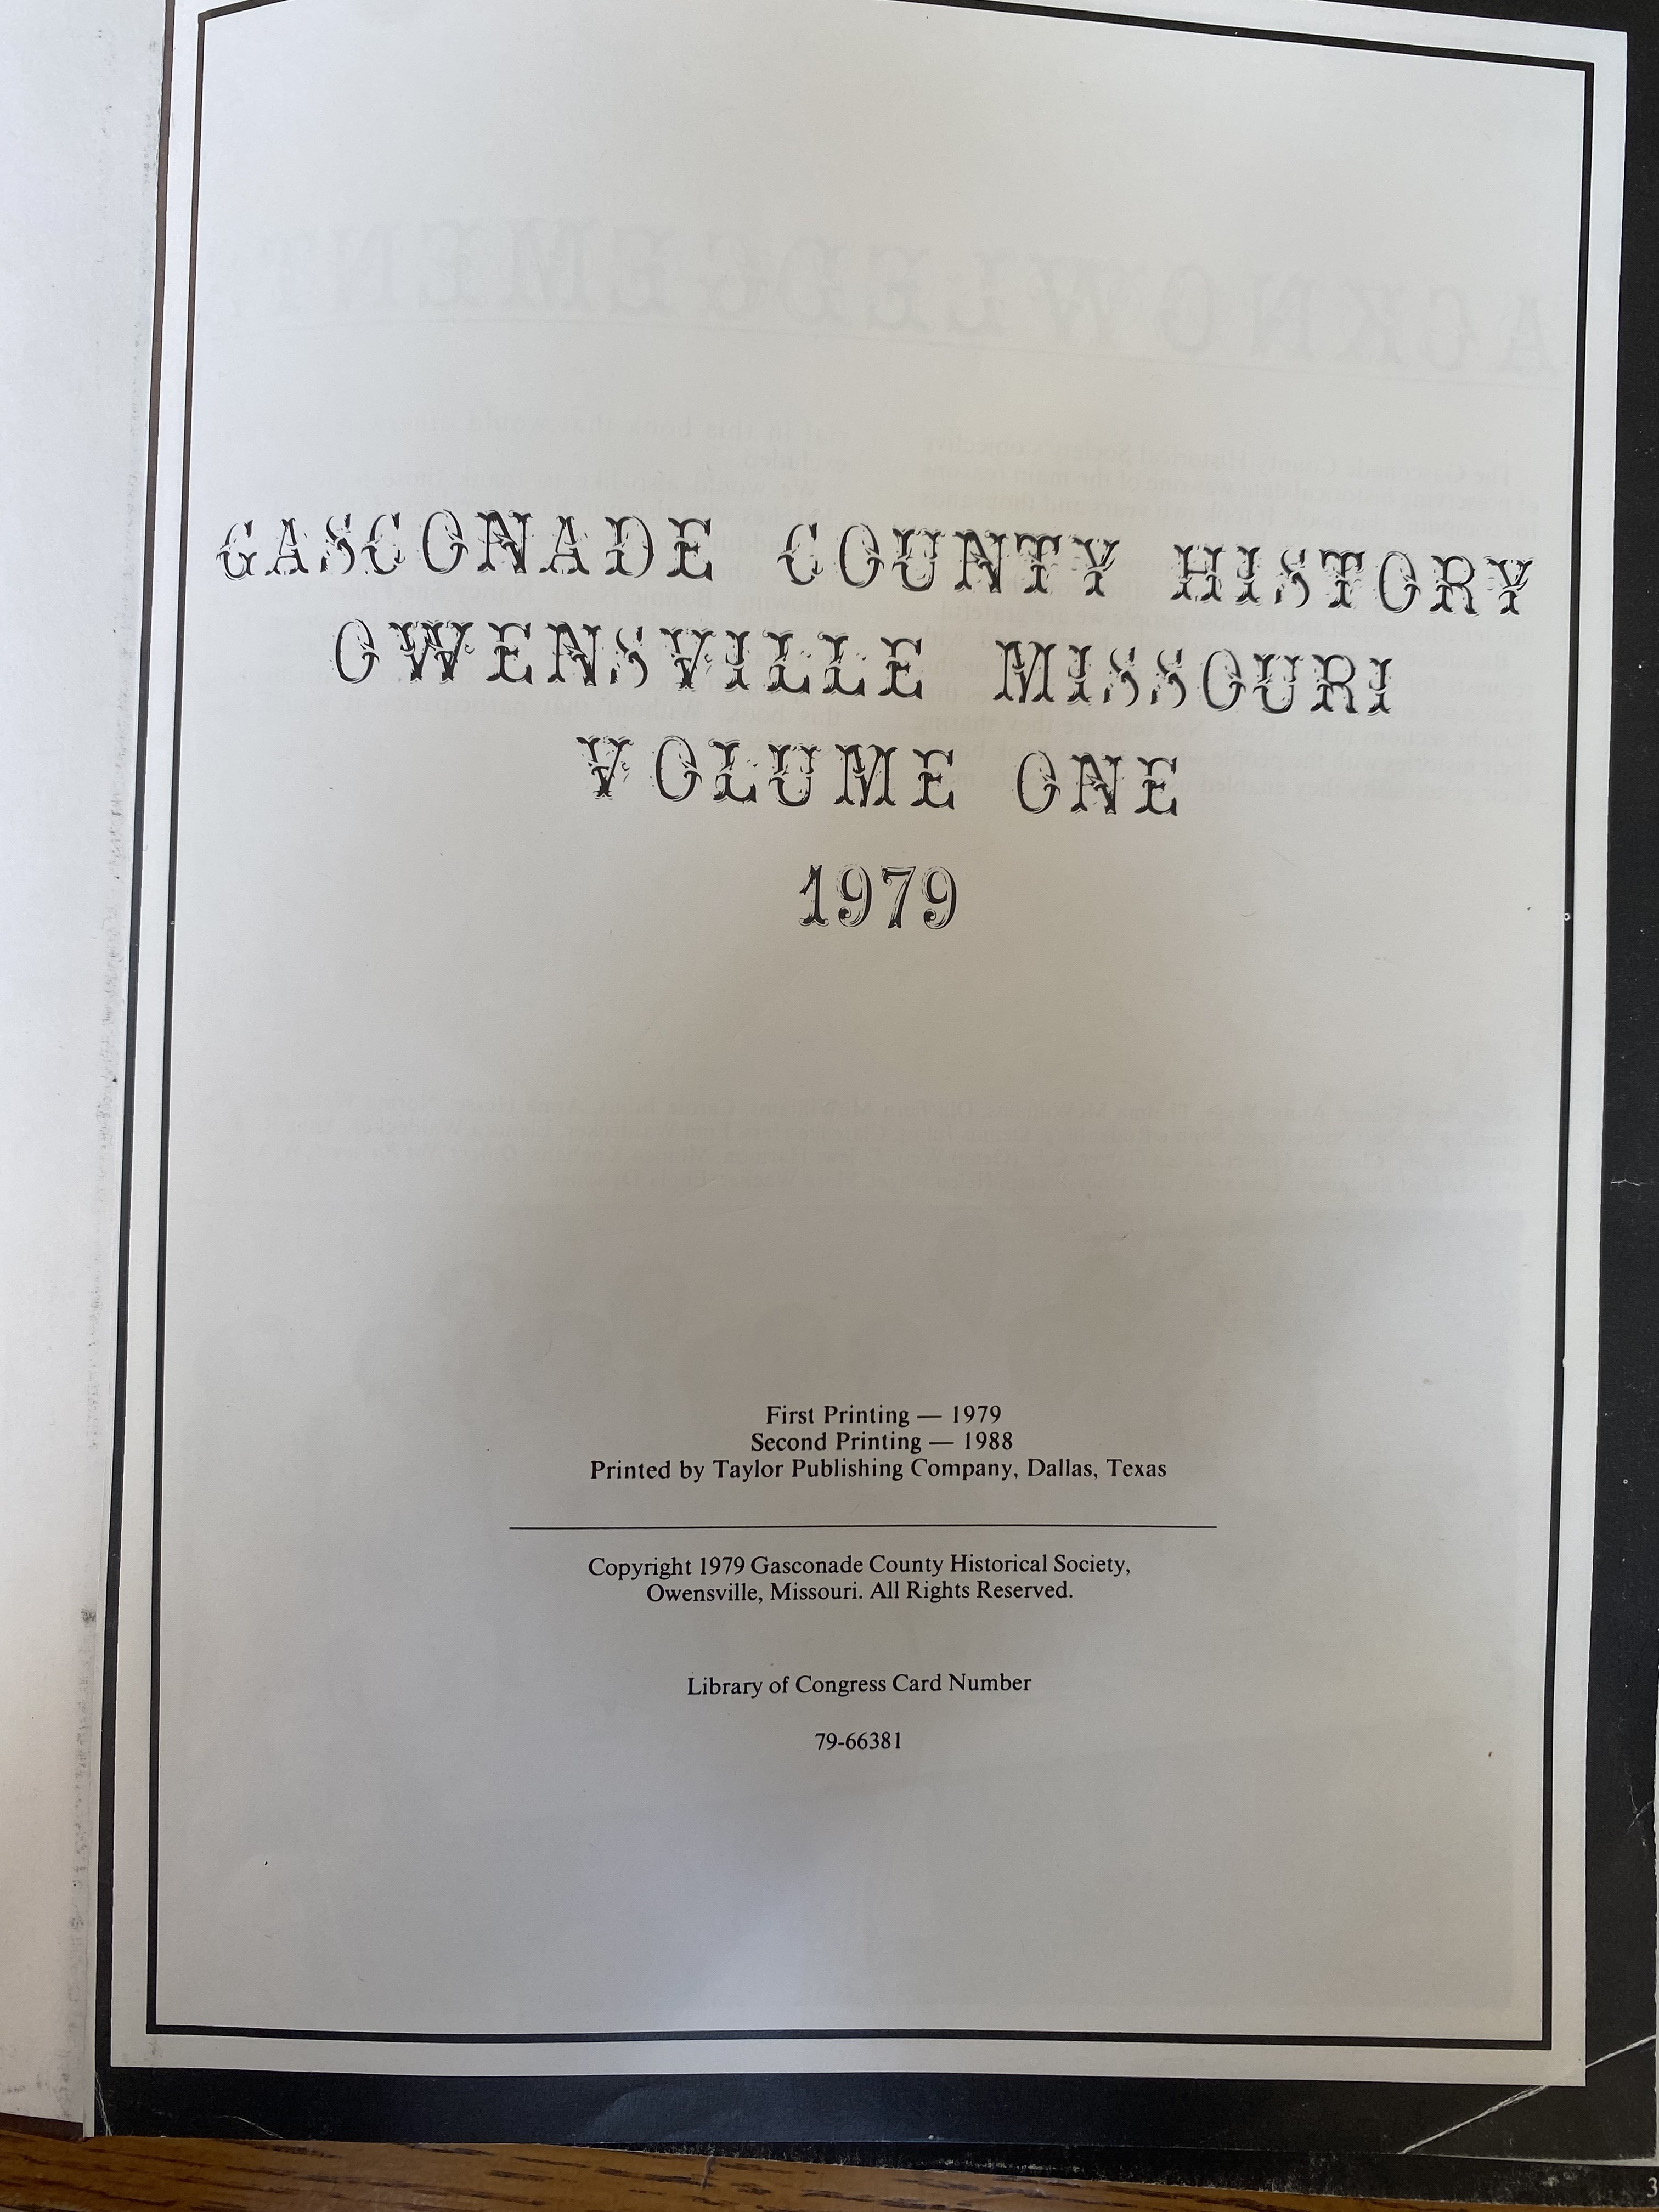 GASCONADE COUNTY HISTORY
OWENSVILLE MISSOURI
VOLUME ONE
1979
First Printing — 1979
Second Printing — 1988
Printed by Taylor Publishing Company, Dallas, Texas
Copyright 1979 Gasconade County Historical Society,
Owensville, Missouri. All Rights Reserved.
Library of Congress Card Number
79-66381
3